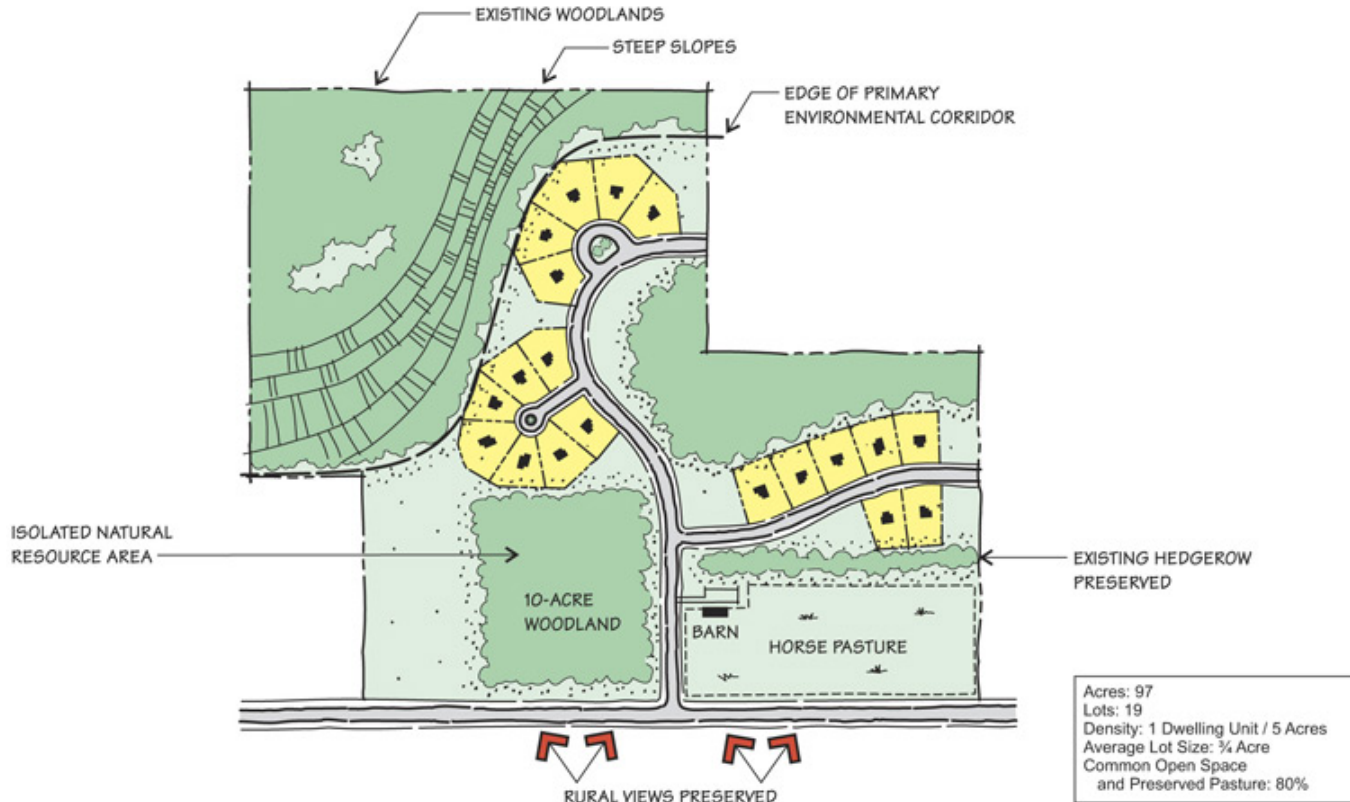 EXISTING WOODLANDS
STEEP SLOPES
EDGE OF PRIMARY
ENVIRONMENTAL CORRIDOR
ISOLATED NATURAL
RESOURCE AREA
10-ACRE
WOODLAND
BARN
HORSE PASTURE
EXISTING HEDGEROW
PRESERVED
RURAL VIEWS PRESERVED
Acres: 97
Lots: 19
Density: 1 Dwelling Unit / 5 Acres
Average Lot Size: ¾ Acre
Common Open Space
and Preserved Pasture: 80%